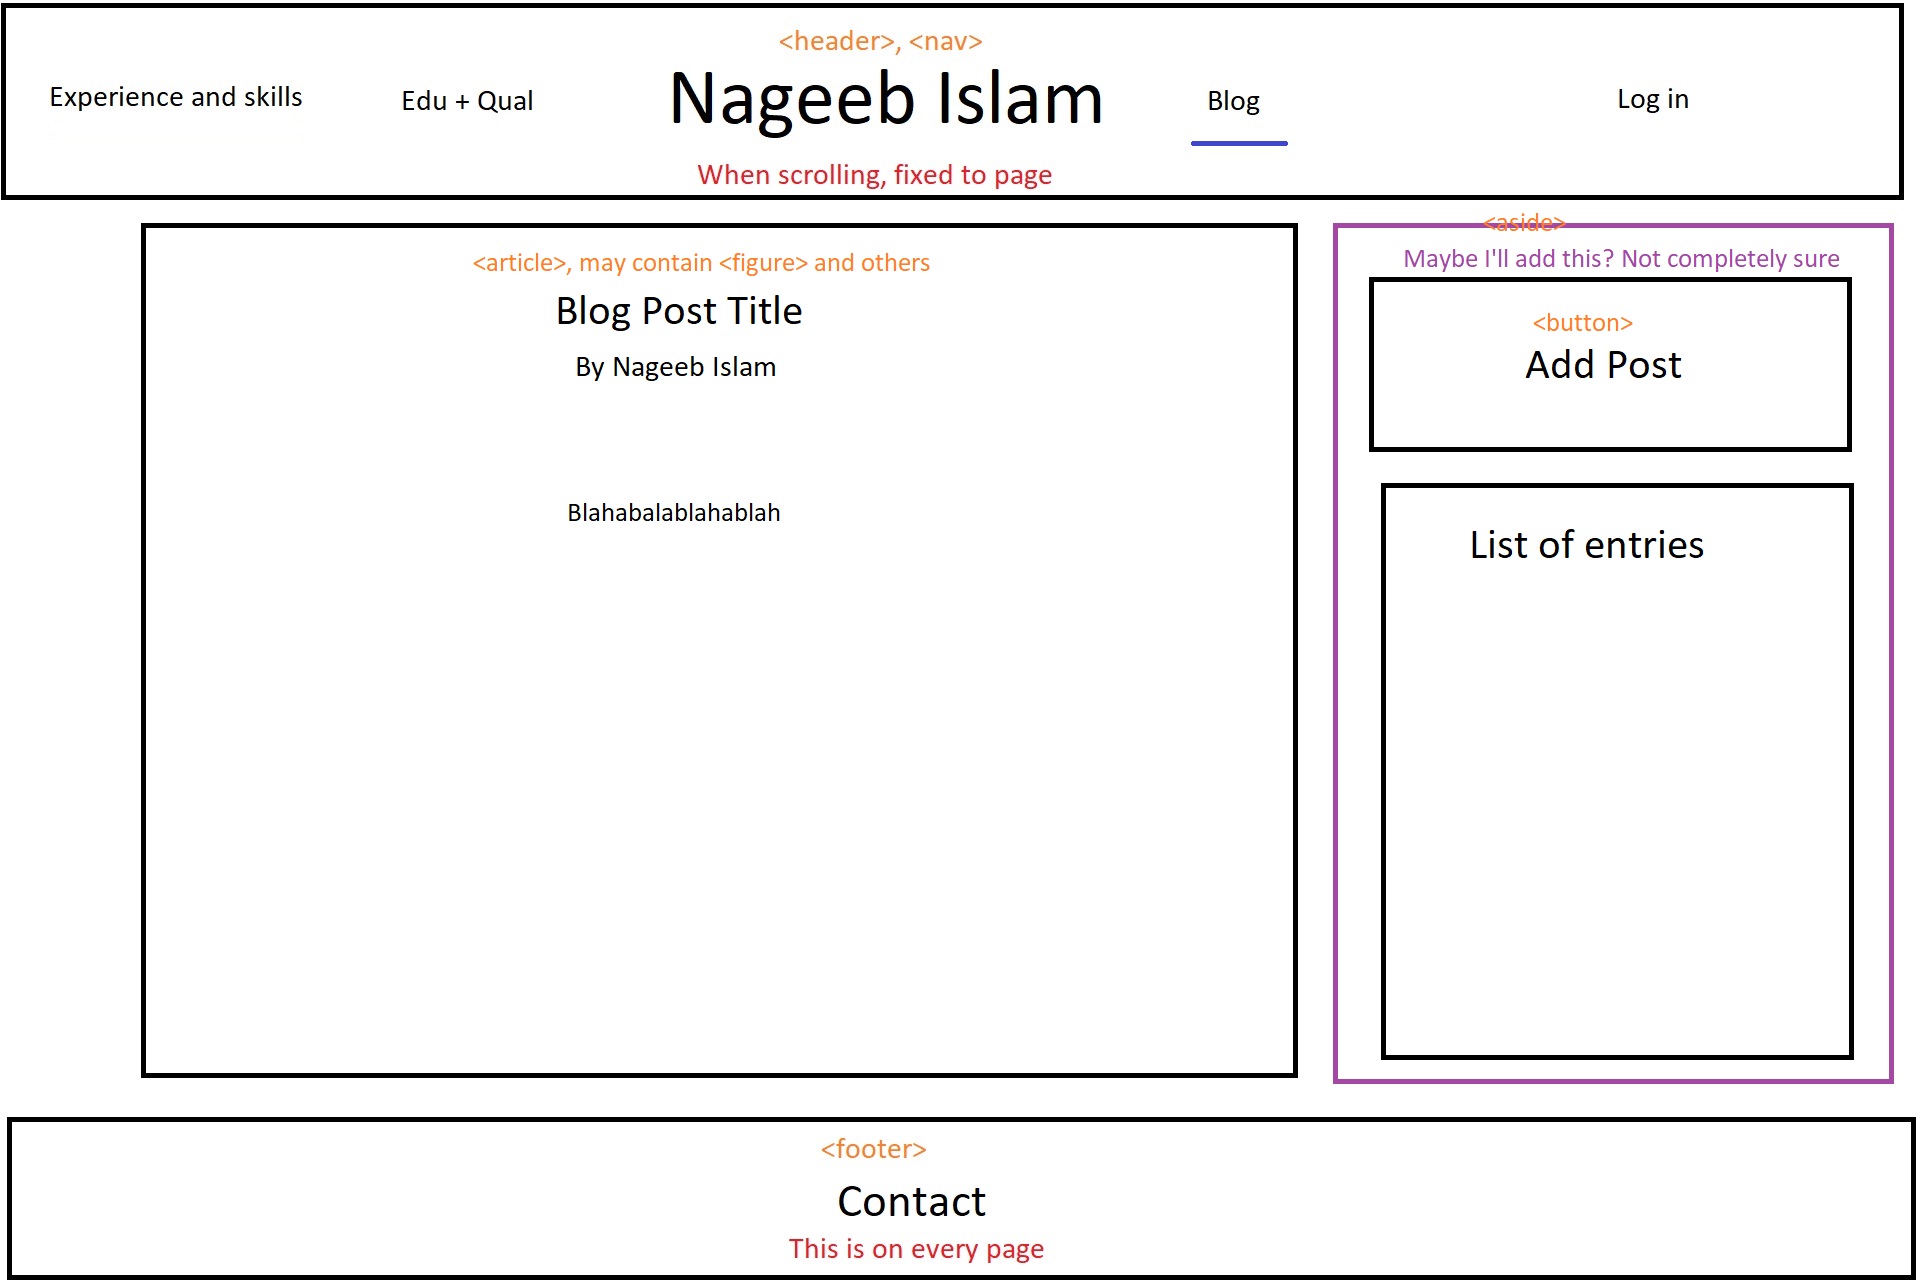 <header>, <nav>
Experience and skills
Edu + Qual
Nageeb Islam
Blog
Log in
When scrolling, fixed to page
<article>, may contain <figure> and others
Blog Post Title
By Nageeb Islam
Blahabalablahablah
<aside>
Maybe I'll add this? Not completely sure
<button>
Add Post
List of entries
<footer>
Contact
This is on every page